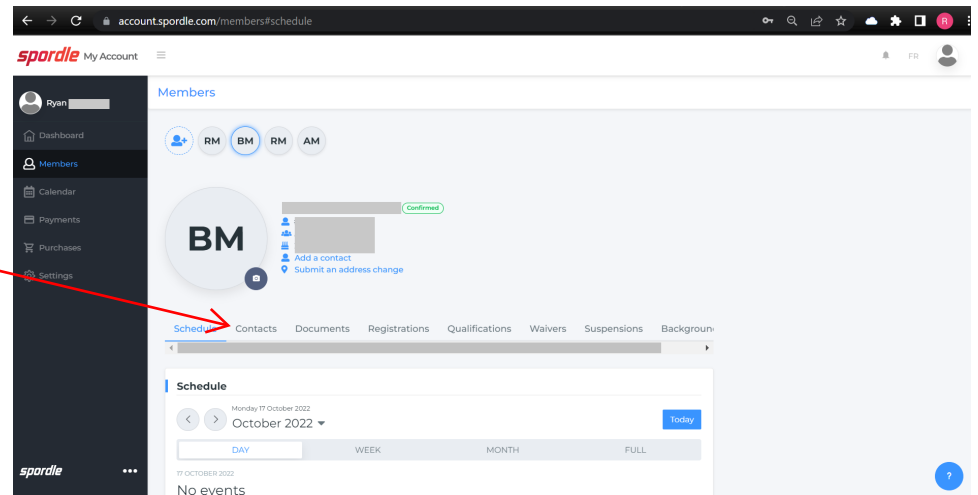 account.spordle.com/members#schedule
R
spordle My Account
FR
Ryan
Members
Dashboard
Members
Calendar
Payments
Purchases
Settings
RM BM RM AM
BM
Confirmed
Add a contact
Submit an address change
Schedule Contacts Documents Registrations Qualifications Waivers Suspensions Backgroun
Schedule
Monday 17 October 2022
October 2022
Today
DAY WEEK MONTH FULL
17 OCTOBER 2022
No events
spordle
?